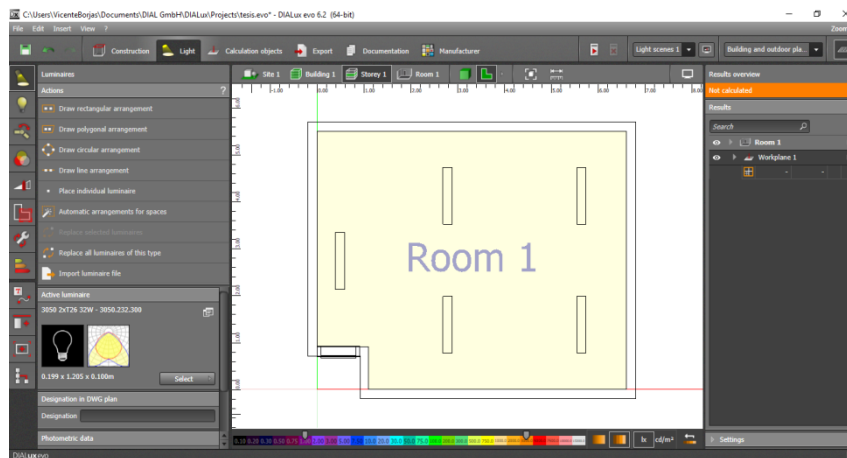 C:\Users\VicenteBorjas\Documents\DIAL GmbH\DIALux\Projects\tesis.evo* - DIALux evo 6.2 (64-bit)
File Edit Insert View ? Zoom
Construction Light Calculation objects Export Documentation Manufacturer Light scenes 1 Building and outdoor pla...
Luminaires Site 1 Building 1 Storey 1 Room 1 Results overview
Actions ? Not calculated
Draw rectangular arrangement Results
Draw polygonal arrangement Search
Draw circular arrangement Room 1
Draw line arrangement Workplane 1
Place individual luminaire
Automatic arrangements for spaces
Replace selected luminaires
Replace all luminaires of this type
Import luminaire file
Room 1
Active luminaire
3050 2xT26 32W - 3050.232.300
0.199 x 1.205 x 0.100m Select
Designation in DWG plan
Designation
Photometric data lx cd/m² Settings
DIALux evo